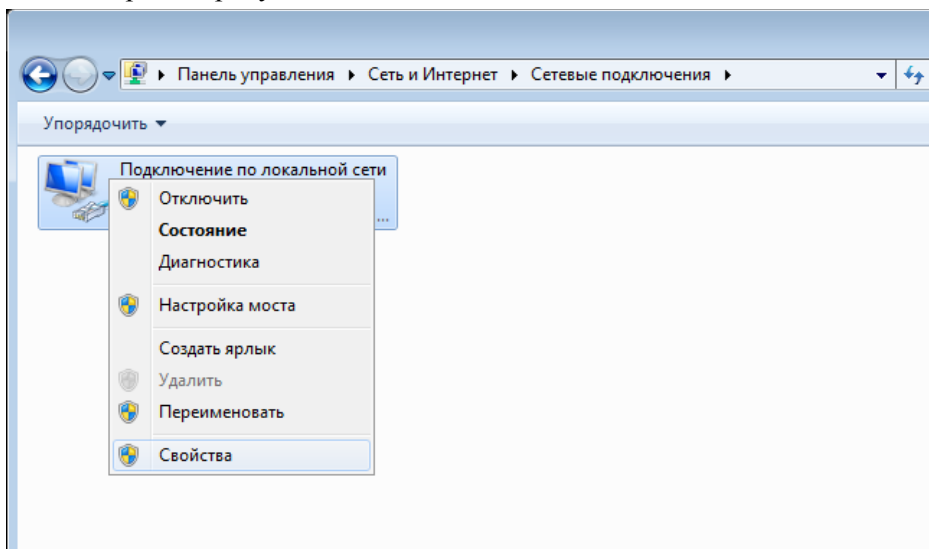 Панель управления ▸ Сеть и Интернет ▸ Сетевые подключения ▸
Упорядочить
Подключение по локальной сети
Отключить
...
Состояние
Диагностика
Настройка моста
Создать ярлык
Удалить
Переименовать
Свойства